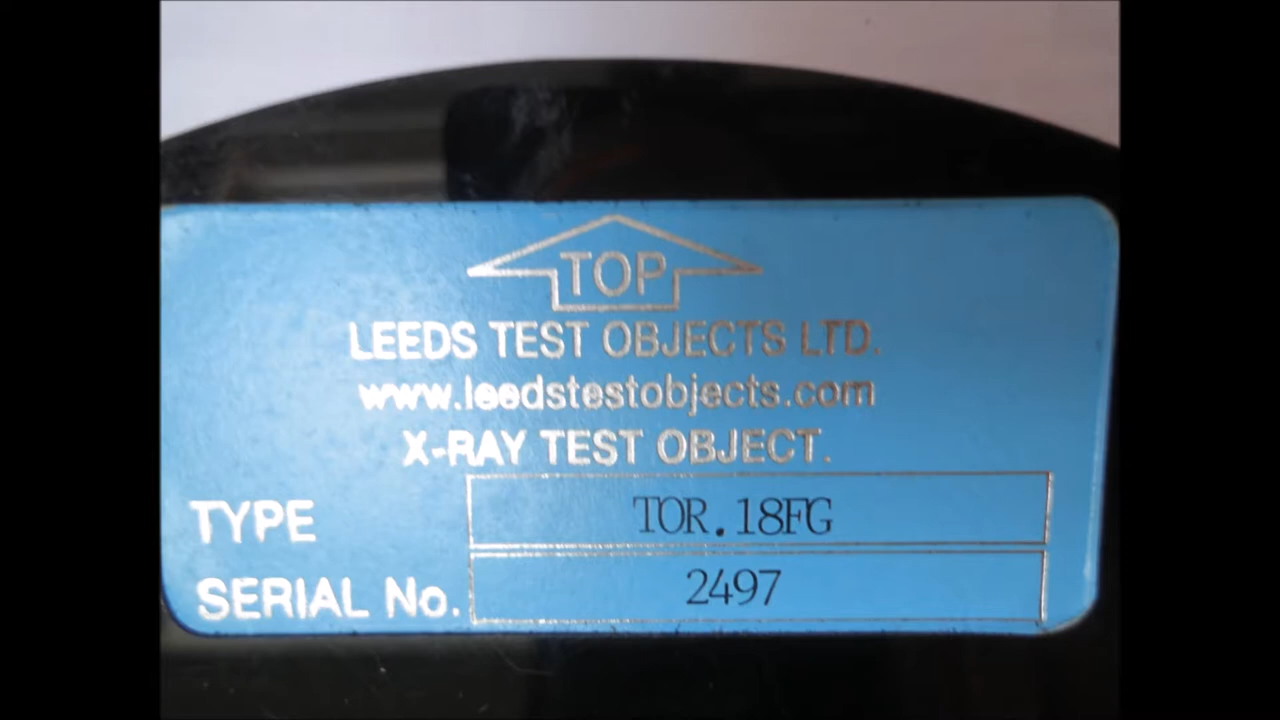 TOP
LEEDS TEST OBJECTS LTD.
www.leedstestobjects.com
X-RAY TEST OBJECT.
TYPE TOR.18FG
SERIAL No. 2497